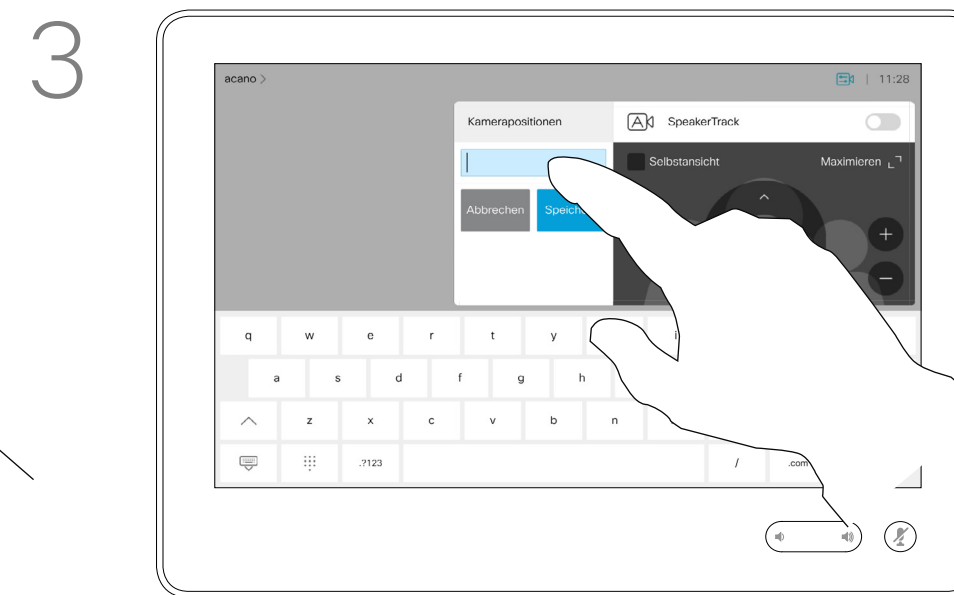 3
acano >
11:28
Kamerapositionen
SpeakerTrack
Selbstansicht
Maximieren
Abbrechen
q w e r t y i
a s d f g h
z x c v b n
.?123 / .com